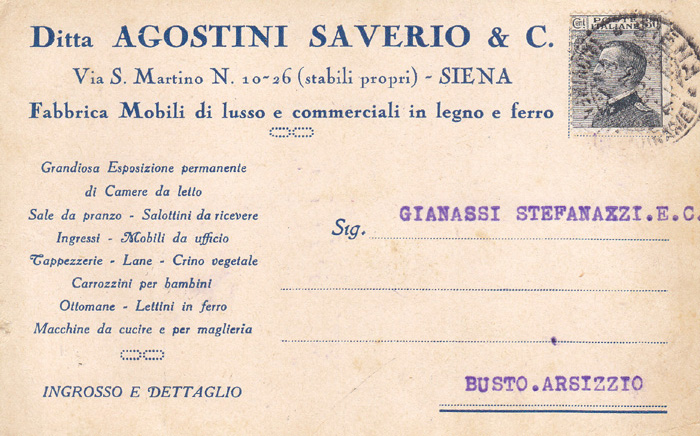 Ditta AGOSTINI SAVERIO & C.
Via S. Martino N. 10-26 (stabili propri) - SIENA
Fabbrica Mobili di lusso e commerciali in legno e ferro
Grandiosa Esposizione permanente
di Camere da letto
Sale da pranzo - Salottini da ricevere
Ingressi - Mobili da ufficio
Tappezzerie - Lane - Crino vegetale
Carrozzini per bambini
Ottomane - Lettini in ferro
Macchine da cucire e per maglieria
INGROSSO E DETTAGLIO
POSTE
ITALIANE
Sig. GIANASSI STEFANAXZI.E.C.
BUSTO.ARSIZZIO